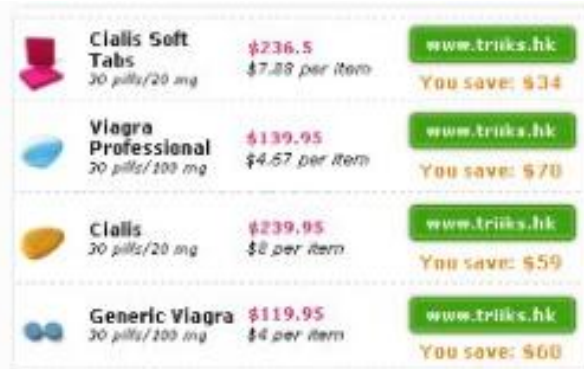 Cialis Soft
Tabs
30 pills/20 mg
$236.5
$7.88 per item
www.triiks.hk
You save: $34
Viagra
Professional
30 pills/100 mg
$139.95
$4.67 per item
www.triiks.hk
You save: $70
Cialis
30 pills/20 mg
$239.95
$8 per item
www.triiks.hk
You save: $59
Generic Viagra
30 pills/100 mg
$119.95
$4 per item
www.triiks.hk
You save: $60